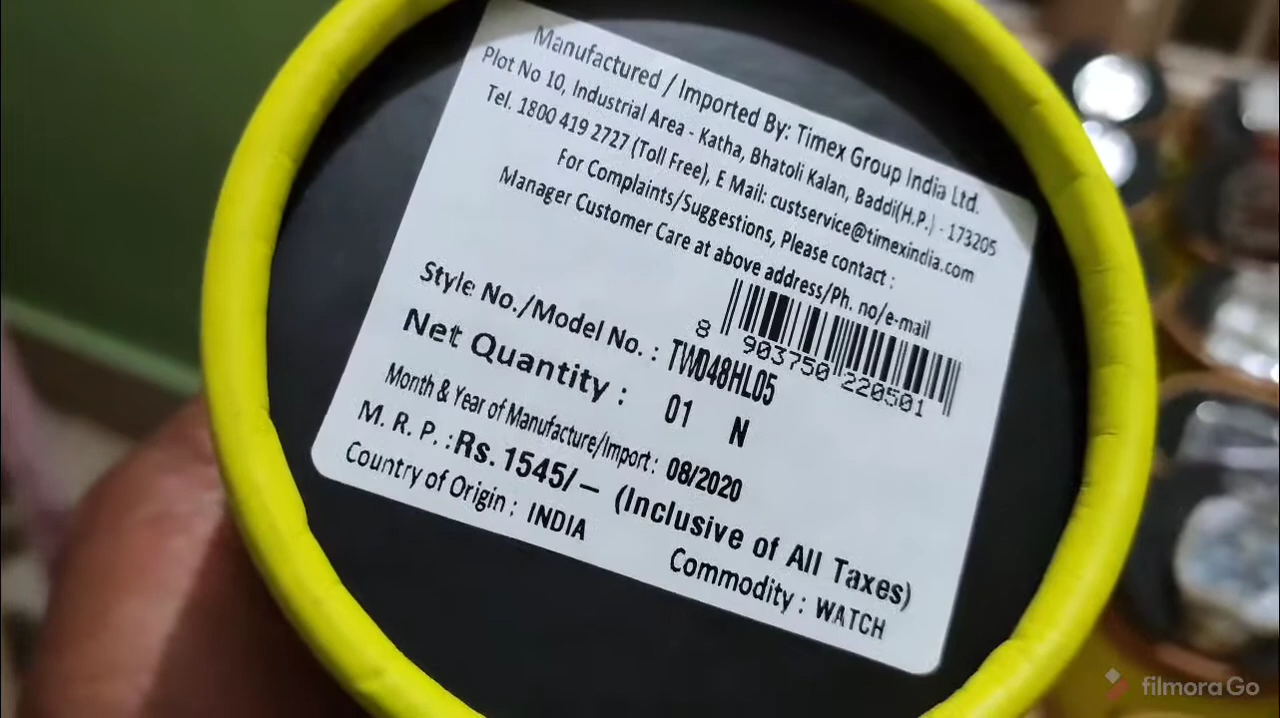 Manufactured / Imported By: Timex Group India Ltd.
Plot No 10, Industrial Area - Katha, Bhatoli Kalan, Baddi(H.P.) - 173205
Tel. 1800 419 2727 (Toll Free), E Mail: custservice@timexindia.com
For Complaints/Suggestions, Please contact :
Manager Customer Care at above address/Ph. no/e-mail
8 903750 220501
Style No./Model No. : TW048HL05
Net Quantity : 01 N
Month & Year of Manufacture/Import : 08/2020
M. R. P. :Rs. 1545/– (Inclusive of All Taxes)
Country of Origin : INDIA Commodity : WATCH
filmora Go